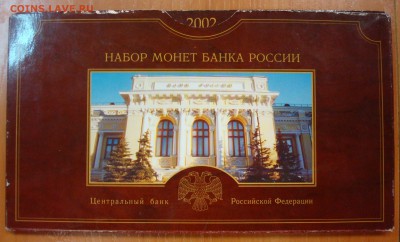 COINS.LAVE.RU
2002
НАБОР МОНЕТ БАНКА РОССИИ
БАНК РОССИИ
Центральный банк Российской Федерации